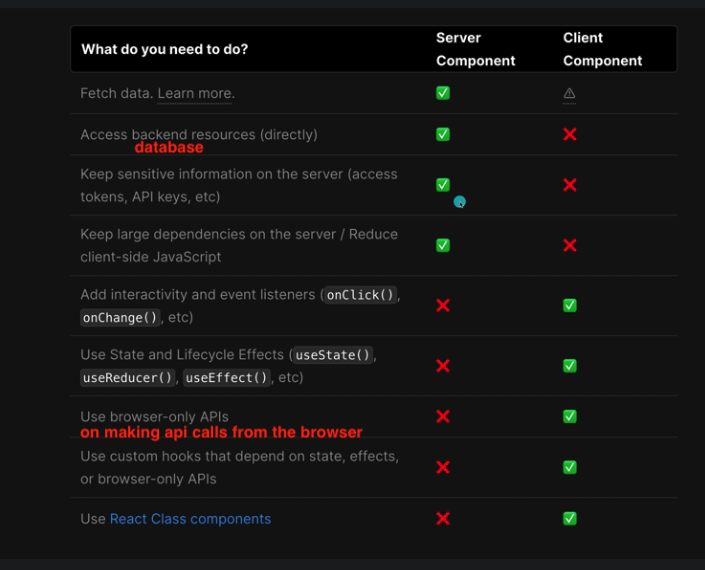 What do you need to do?
Server Component
Client Component
Fetch data. Learn more.
✅
⚠
Access backend resources (directly)
✅
❌
database
Keep sensitive information on the server (access
tokens, API keys, etc)
✅
❌
Keep large dependencies on the server / Reduce
client-side JavaScript
✅
❌
Add interactivity and event listeners (onClick(),
onChange(), etc)
❌
✅
Use State and Lifecycle Effects (useState(),
useReducer(), useEffect(), etc)
❌
✅
Use browser-only APIs
❌
✅
on making api calls from the browser
Use custom hooks that depend on state, effects,
or browser-only APIs
❌
✅
Use React Class components
❌
✅